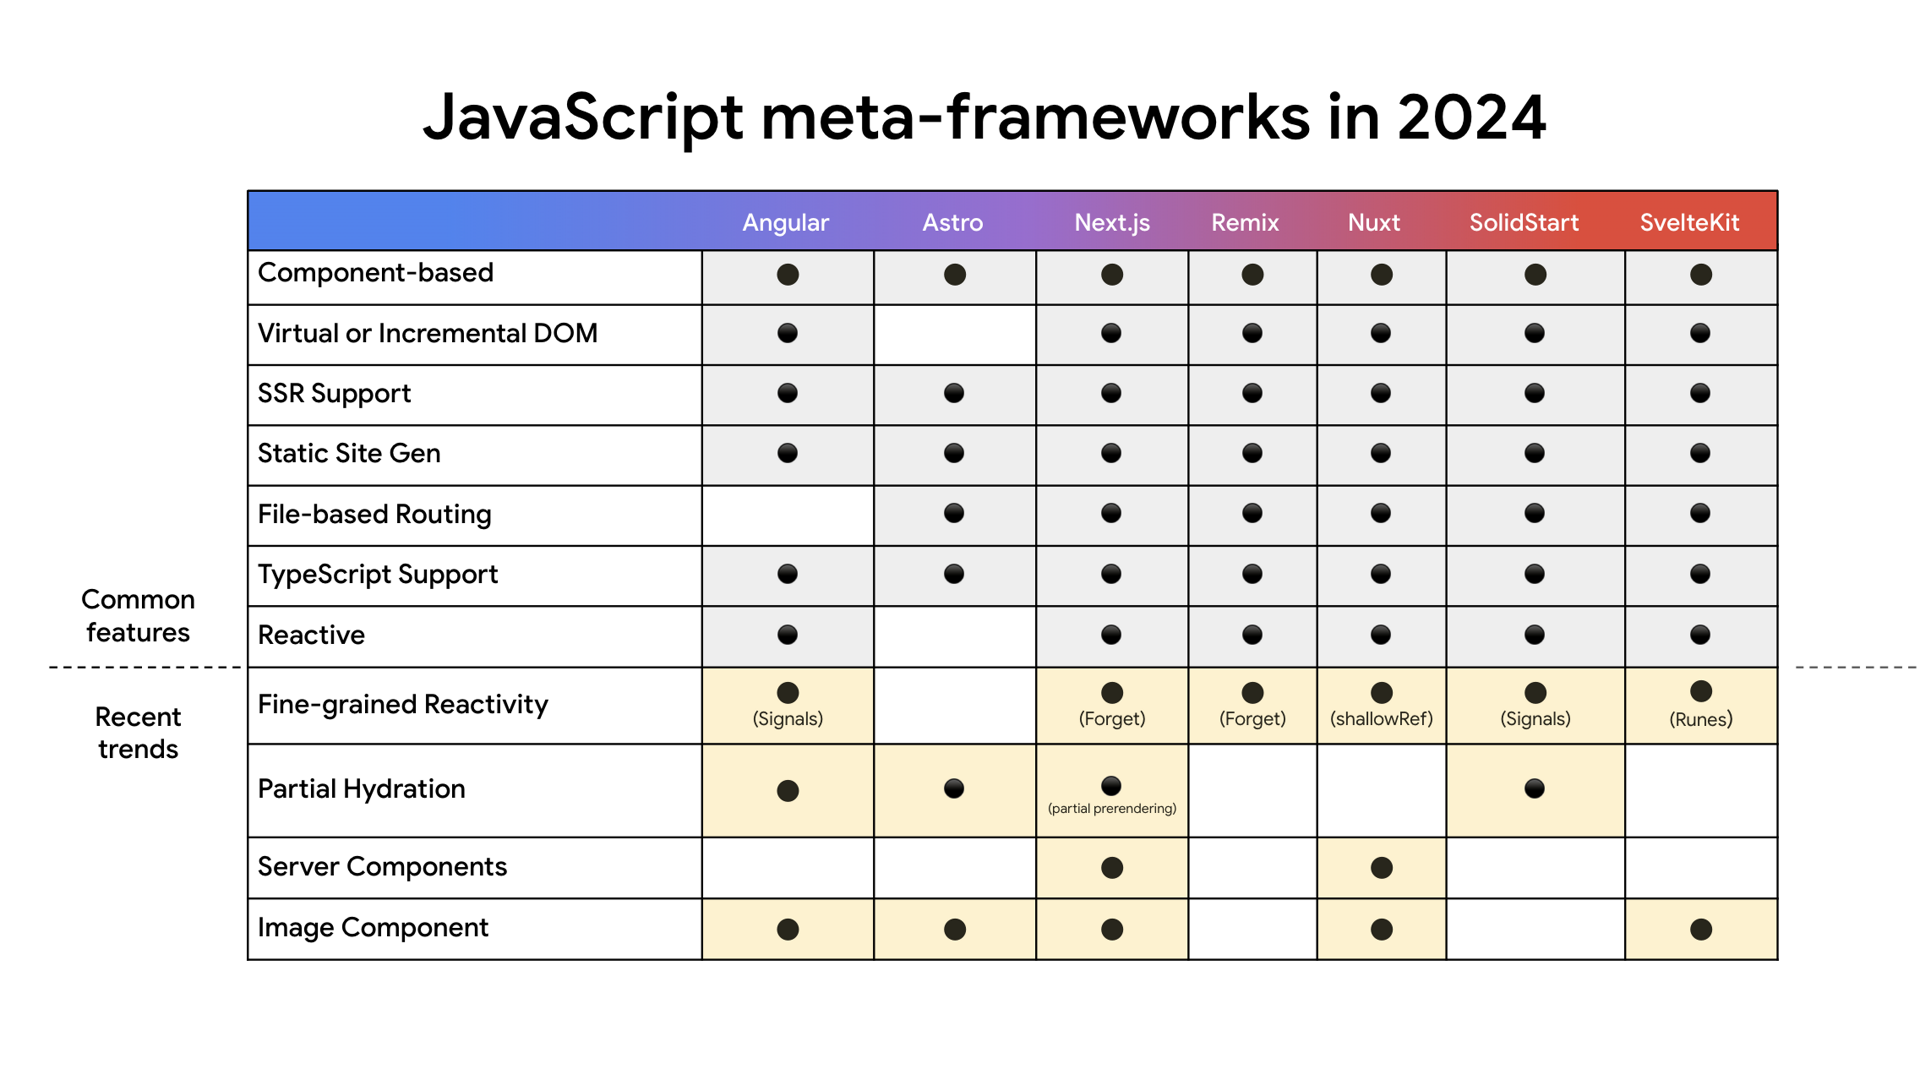 JavaScript meta-frameworks in 2024
Angular Astro Next.js Remix Nuxt SolidStart SvelteKit
Component-based
Virtual or Incremental DOM
SSR Support
Static Site Gen
File-based Routing
TypeScript Support
Common
features
Reactive
Recent
trends
Fine-grained Reactivity
(Signals) (Forget) (Forget) (shallowRef) (Signals) (Runes)
Partial Hydration
(partial prerendering)
Server Components
Image Component